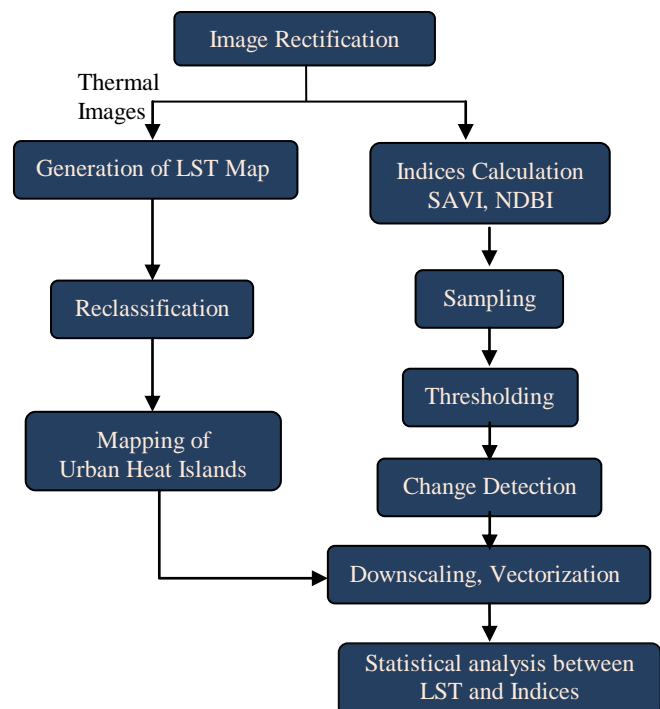 Image Rectification
Thermal
Images
Generation of LST Map
Indices Calculation
SAVI, NDBI
Reclassification
Sampling
Thresholding
Mapping of
Urban Heat Islands
Change Detection
Downscaling, Vectorization
Statistical analysis between
LST and Indices